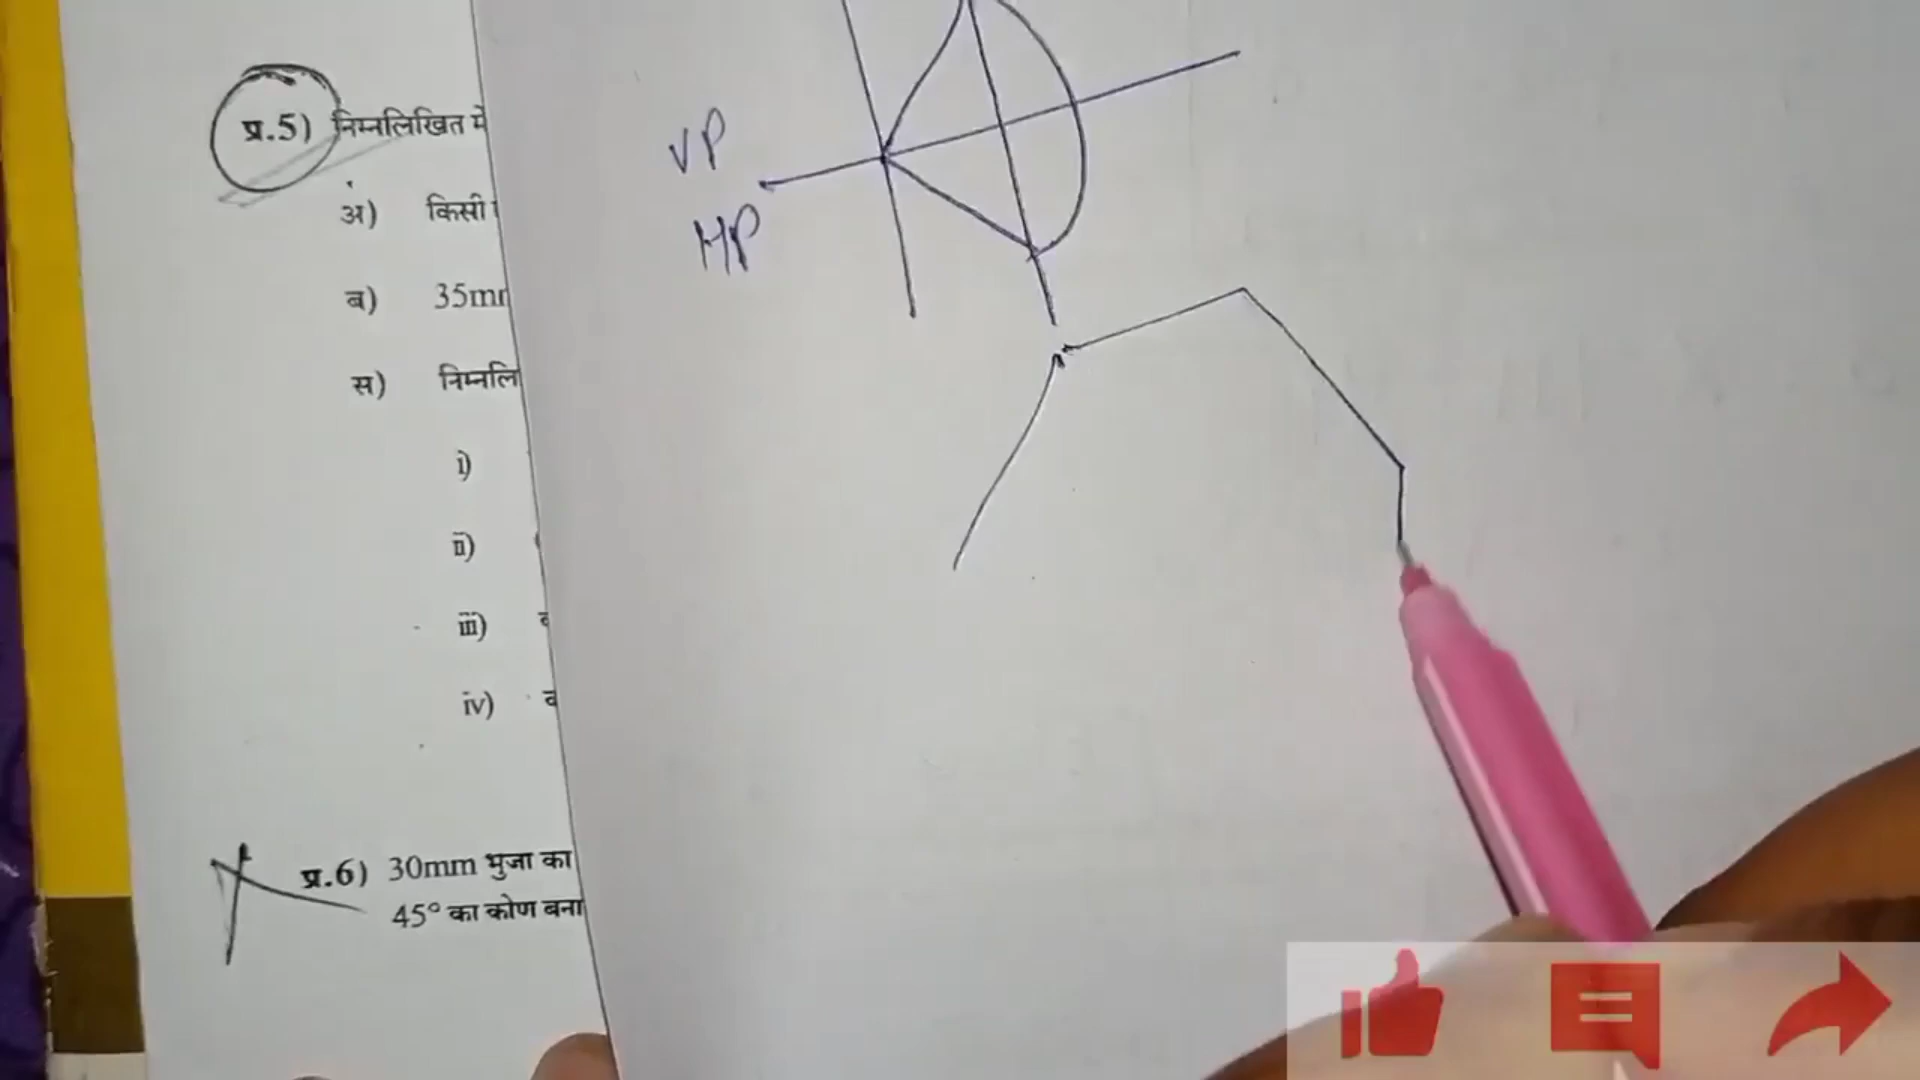 प्र.5) निम्नलिखित में
अ) किसी
ब) 35mm
स) निम्नलि
i)
ii)
iii)
iv)
प्र.6) 30mm भुजा का
45° का कोण बना
VP
HP